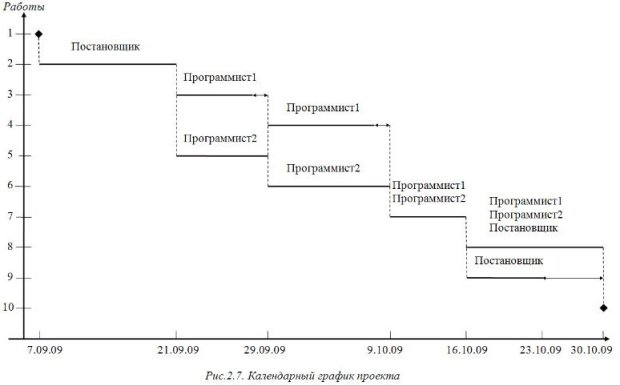 Работы
1
Постановщик
2
Программист1
3
Программист1
4
Программист2
5
Программист2
6
Программист1
Программист2
7
Программист1
Программист2
Постановщик
8
Постановщик
9
10
7.09.09 21.09.09 29.09.09 9.10.09 16.10.09 23.10.09 30.10.09
Рис.2.7. Календарный график проекта